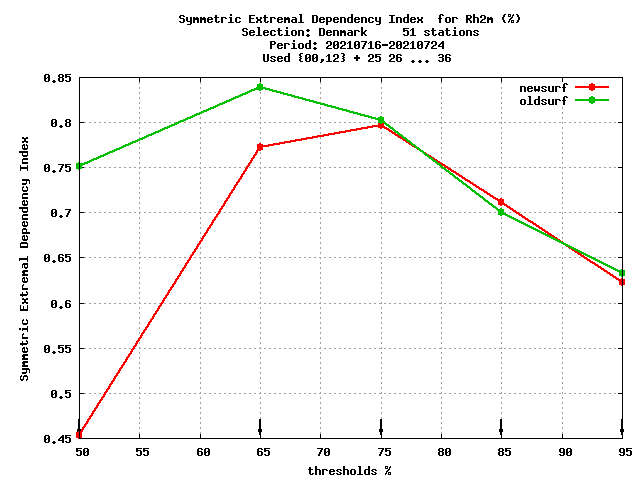 Symmetric Extremal Dependency Index  for Rh2m (%)
Selection: Denmark     51 stations
Period: 20210716-20210724
Used {00,12} + 25 26 ... 36
newsurf
oldsurf
0.85
0.8
0.75
0.7
0.65
0.6
0.55
0.5
0.45
Symmetric Extremal Dependency Index
50 55 60 65 70 75 80 85 90 95
thresholds %